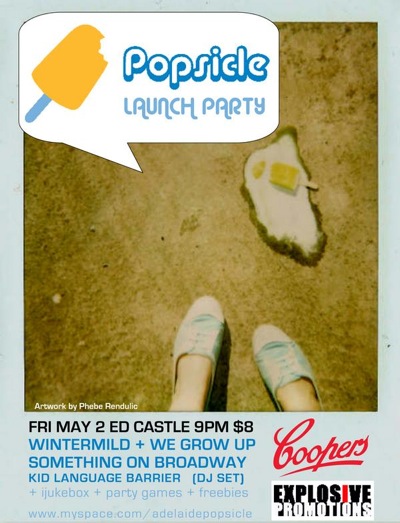 Popsicle
LAUNCH PARTY
Artwork by Phebe Rendulic
FRI MAY 2 ED CASTLE 9PM $8
WINTERMILD + WE GROW UP
SOMETHING ON BROADWAY
KID LANGUAGE BARRIER (DJ SET)
+ ijukebox + party games + freebies
www.myspace.com/adelaidepopsicle
Coopers
EXPLOSIVE
PROMOTIONS